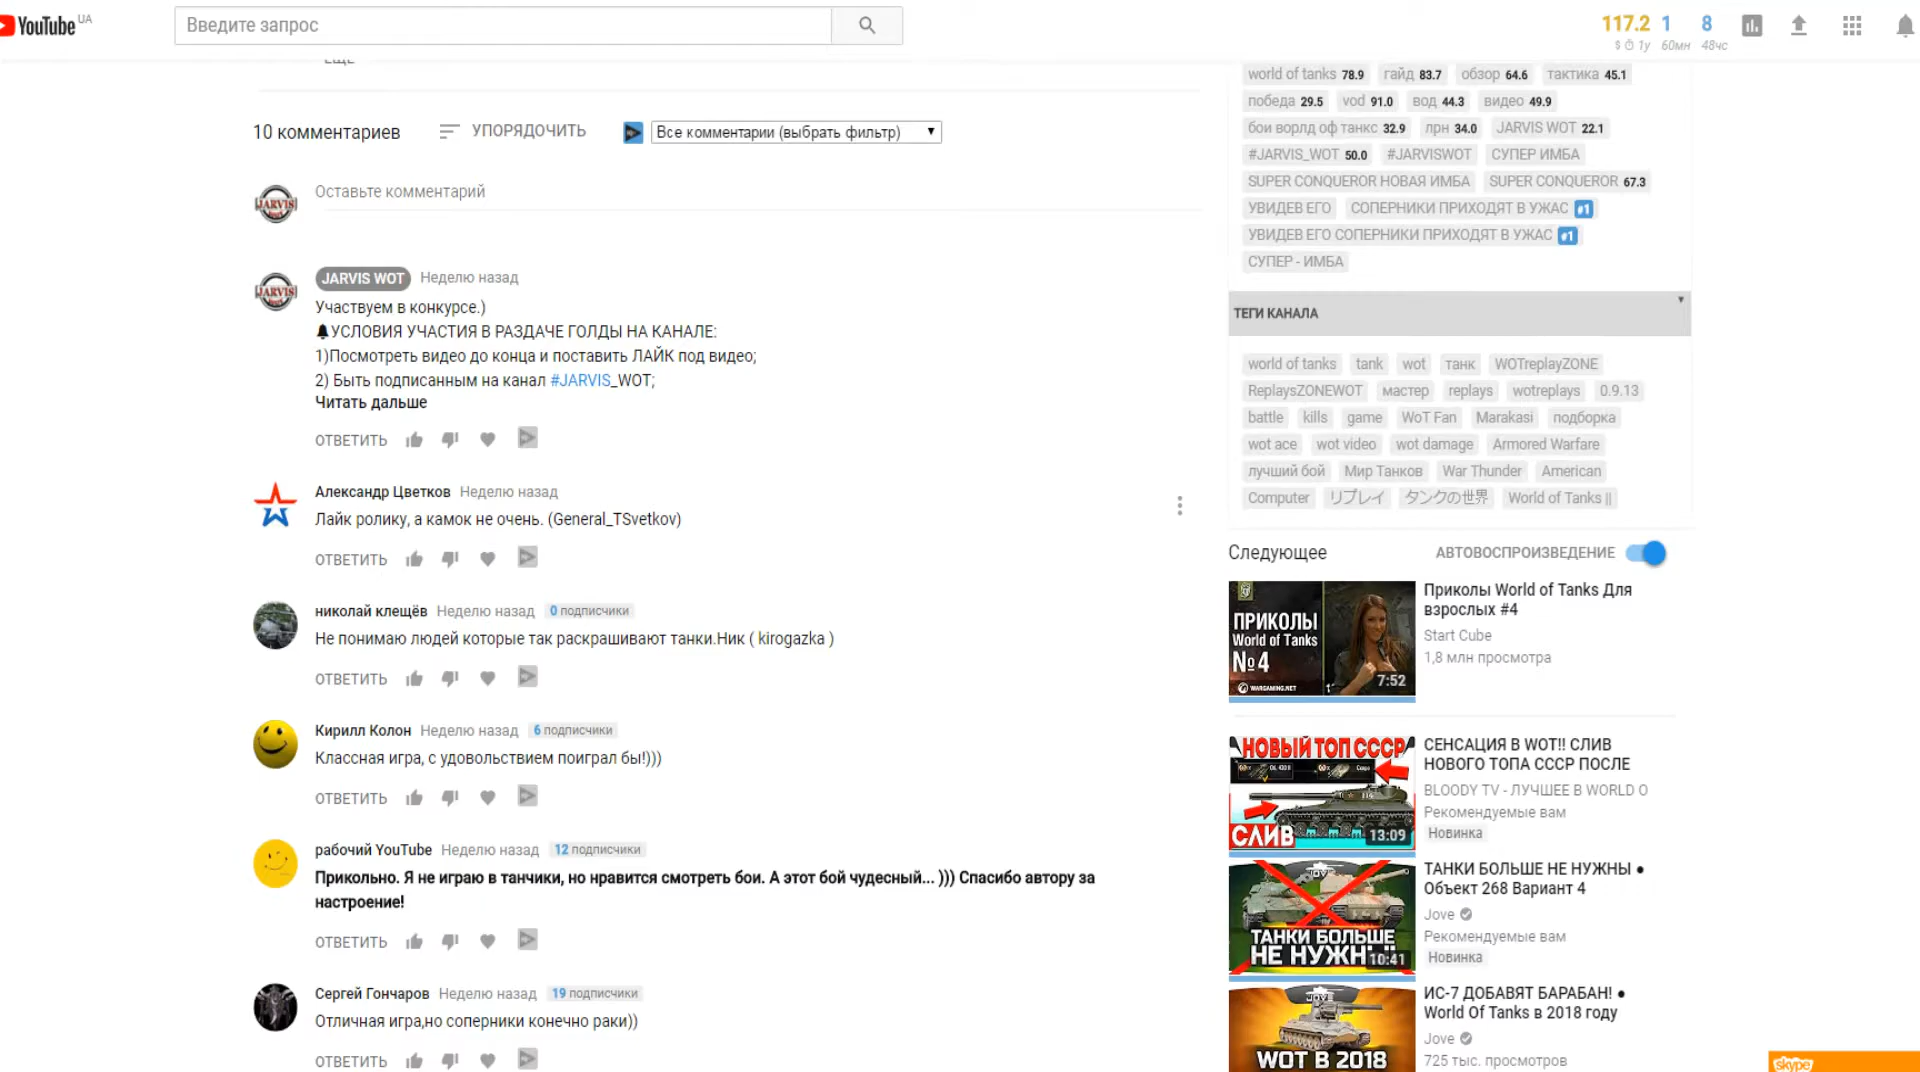 YouTube UA
Введите запрос
117.2 1 8
$ 1у 60мн 48чс
ЕЩЁ
10 комментариев
УПОРЯДОЧИТЬ
Все комментарии (выбрать фильтр)
Оставьте комментарий
JARVIS WOT Неделю назад
Участвуем в конкурсе.)
УСЛОВИЯ УЧАСТИЯ В РАЗДАЧЕ ГОЛДЫ НА КАНАЛЕ:
1)Посмотреть видео до конца и поставить ЛАЙК под видео;
2) Быть подписанным на канал #JARVIS_WOT;
Читать дальше
ОТВЕТИТЬ
Александр Цветков Неделю назад
Лайк ролику, а камок не очень. (General_TSvetkov)
ОТВЕТИТЬ
николай клещёв Неделю назад 0 подписчики
Не понимаю людей которые так раскрашивают танки.Ник ( kirogazka )
ОТВЕТИТЬ
Кирилл Колон Неделю назад 6 подписчики
Классная игра, с удовольствием поиграл бы!)))
ОТВЕТИТЬ
рабочий YouTube Неделю назад 12 подписчики
Прикольно. Я не играю в танчики, но нравится смотреть бои. А этот бой чудесный... ))) Спасибо автору за
настроение!
ОТВЕТИТЬ
Сергей Гончаров Неделю назад 19 подписчики
Отличная игра,но соперники конечно раки))
ОТВЕТИТЬ
world of tanks 78.9 гайд 83.7 обзор 64.6 тактика 45.1
победа 29.5 vod 91.0 вод 44.3 видео 49.9
бои ворлд оф танкс 32.9 лрн 34.0 JARVIS WOT 22.1
#JARVIS_WOT 50.0 #JARVISWOT СУПЕР ИМБА
SUPER CONQUEROR НОВАЯ ИМБА SUPER CONQUEROR 67.3
УВИДЕВ ЕГО СОПЕРНИКИ ПРИХОДЯТ В УЖАС #1
УВИДЕВ ЕГО СОПЕРНИКИ ПРИХОДЯТ В УЖАС #1
СУПЕР - ИМБА
ТЕГИ КАНАЛА
world of tanks tank wot танк WOTreplayZONE
ReplaysZONEWOT мастер replays wotreplays 0.9.13
battle kills game WoT Fan Marakasi подборка
wot ace wot video wot damage Armored Warfare
лучший бой Мир Танков War Thunder American
Computer リプレイ タンクの世界 World of Tanks ||
Следующее
АВТОВОСПРОИЗВЕДЕНИЕ
ПРИКОЛЫ
World of Tanks
№4
WARGAMING.NET
7:52
Приколы World of Tanks Для
взрослых #4
Start Cube
1,8 млн просмотра
НОВЫЙ ТОП СССР
СЛИВ
13:09
СЕНСАЦИЯ В WOT!! СЛИВ
НОВОГО ТОПА СССР ПОСЛЕ
BLOODY TV - ЛУЧШЕЕ В WORLD O
Рекомендуемые вам
Новинка
JOVE
ТАНКИ БОЛЬШЕ
НЕ НУЖН
10:41
ТАНКИ БОЛЬШЕ НЕ НУЖНЫ ●
Объект 268 Вариант 4
Jove
Рекомендуемые вам
Новинка
JOVE
WOT В 2018
ИС-7 ДОБАВЯТ БАРАБАН! ●
World Of Tanks в 2018 году
Jove
725 тыс. просмотров
skype